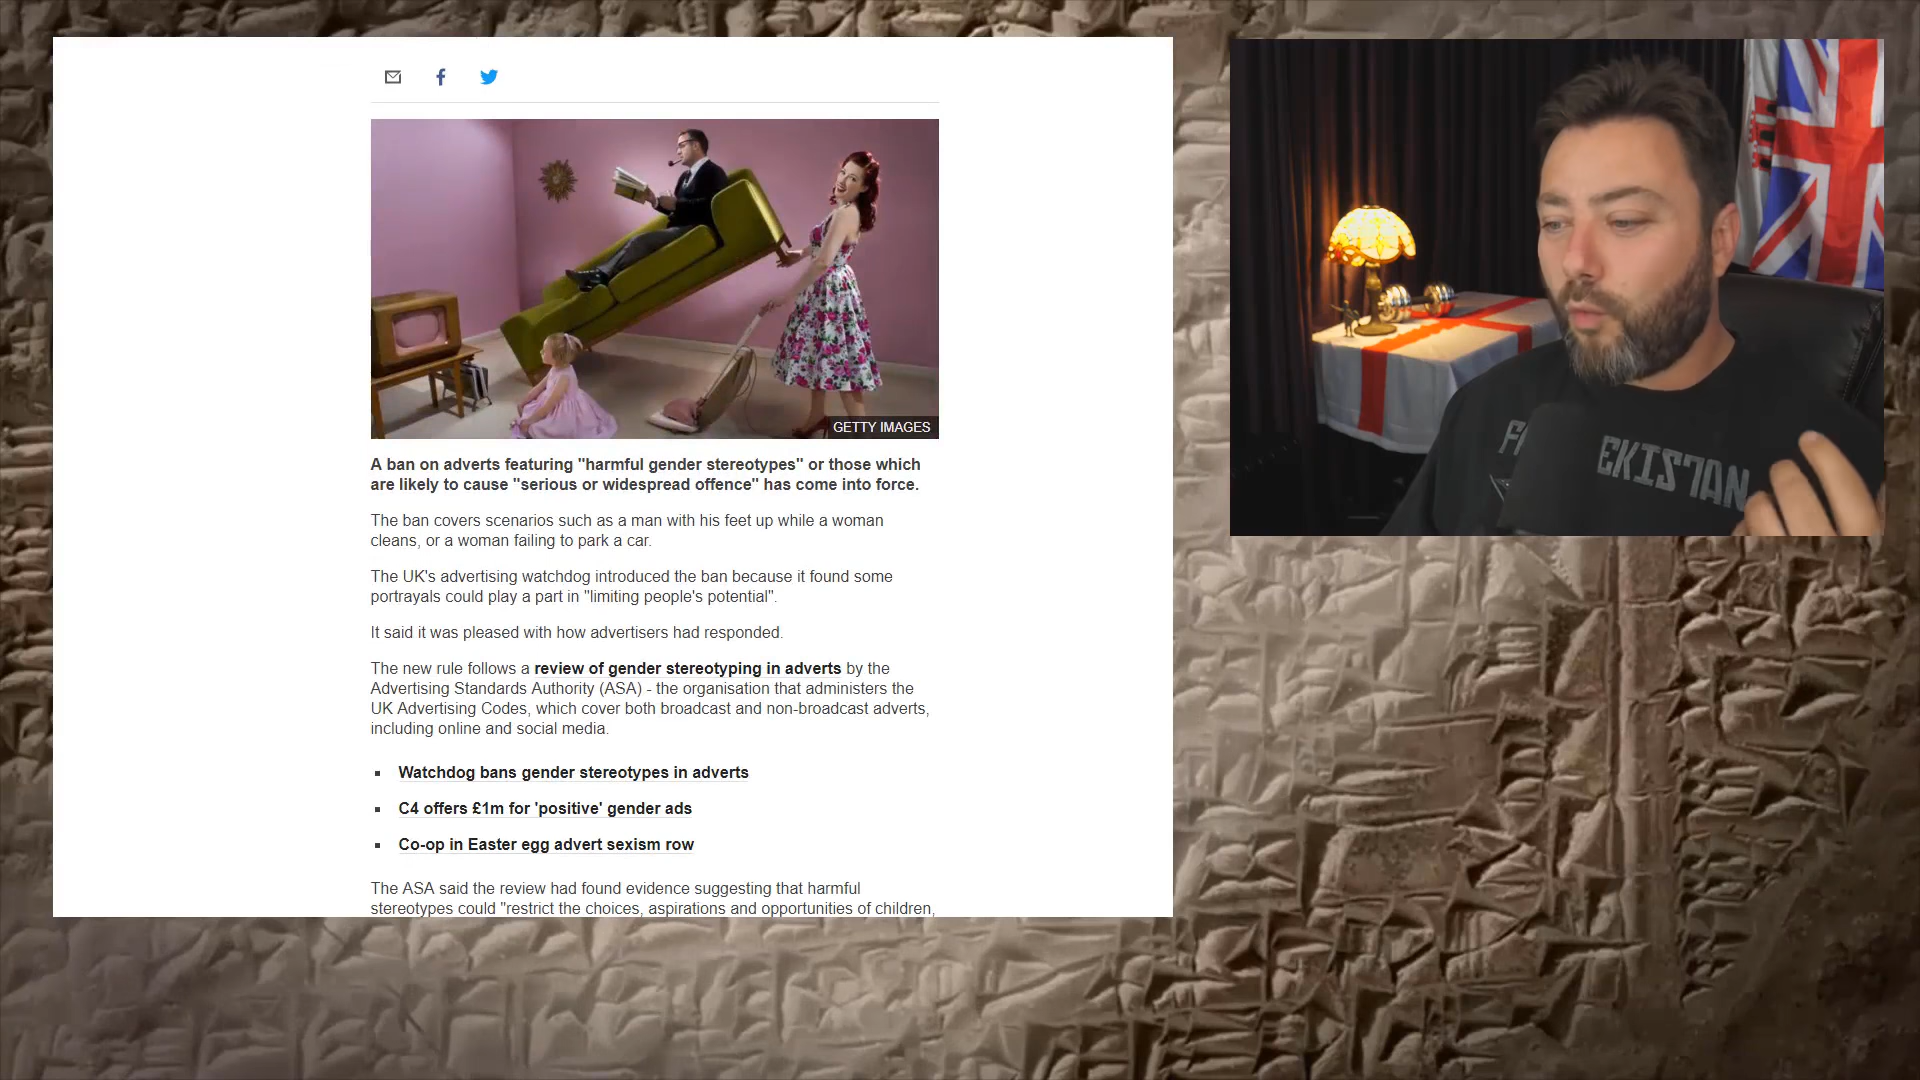 GETTY IMAGES
A ban on adverts featuring "harmful gender stereotypes" or those which
are likely to cause "serious or widespread offence" has come into force.
The ban covers scenarios such as a man with his feet up while a woman
cleans, or a woman failing to park a car.
The UK's advertising watchdog introduced the ban because it found some
portrayals could play a part in "limiting people's potential".
It said it was pleased with how advertisers had responded.
The new rule follows a review of gender stereotyping in adverts by the
Advertising Standards Authority (ASA) - the organisation that administers the
UK Advertising Codes, which cover both broadcast and non-broadcast adverts,
including online and social media.
Watchdog bans gender stereotypes in adverts
C4 offers £1m for 'positive' gender ads
Co-op in Easter egg advert sexism row
The ASA said the review had found evidence suggesting that harmful
stereotypes could "restrict the choices, aspirations and opportunities of children,
EKISTAN